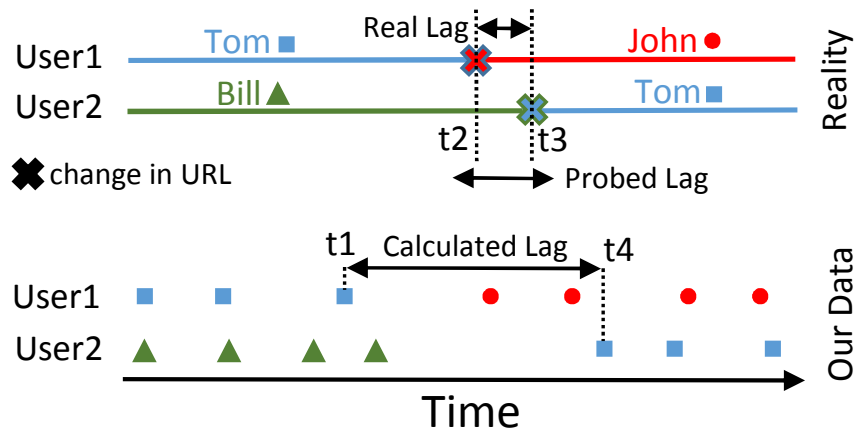 Real Lag
User1 Tom John
User2 Bill Tom
t2 t3
change in URL
Probed Lag
Reality
t1 Calculated Lag t4
User1
User2
Our Data
Time